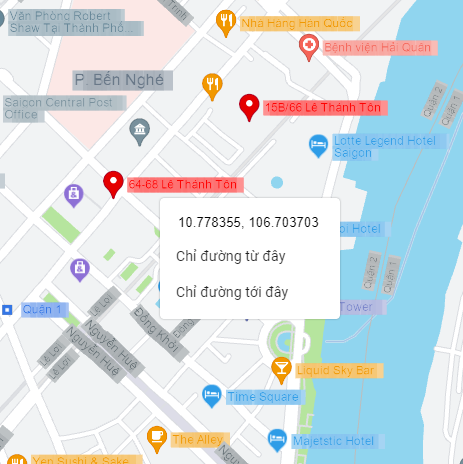 Văn Phòng Robert
Shaw Tại Thành Phố...
Nhà Hàng Hàn Quốc
Bệnh viện Hải Quân
P. Bến Nghé
Saigon Central Post
Office
15B/66 Lê Thánh Tôn
Quận 2
Quận 1
Lotte Legend Hotel
Saigon
64-68 Lê Thánh Tôn
10.778355, 106.703703
Chỉ đường từ đây
Chỉ đường tới đây
Hotel
Quận 2
Quận 1
Quận 1
Tower
Đồng Khởi
Lê Lợi
Nguyễn Huệ
Lê Lợi
Nguyễn Huệ
Liquid Sky Bar
Time Square
The Alley
Majestic Hotel
Yen Sushi & Sake